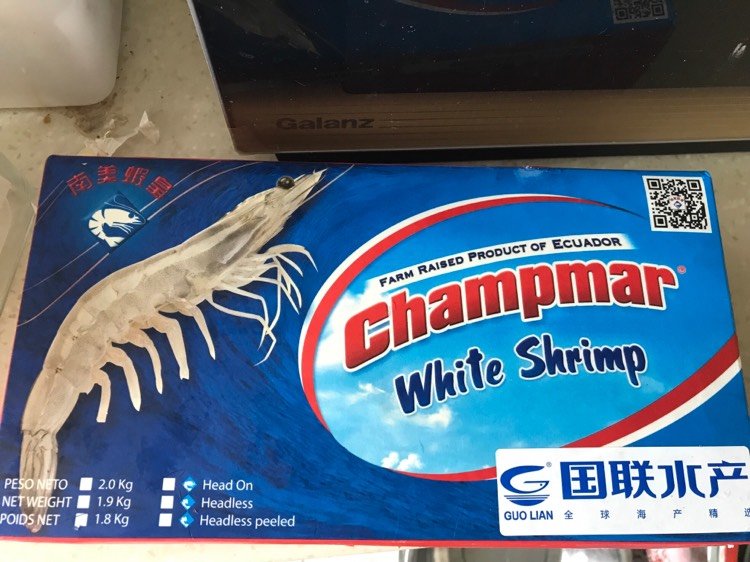 Galanz
南美蝦皇
FARM RAISED PRODUCT OF ECUADOR
Champmar®
White Shrimp
PESO NETO 2.0 Kg Head On
NET WEIGHT 1.9 Kg Headless
POIDS NET 1.8 Kg Headless peeled
G 国联水产
GUO LIAN 全球海产精选